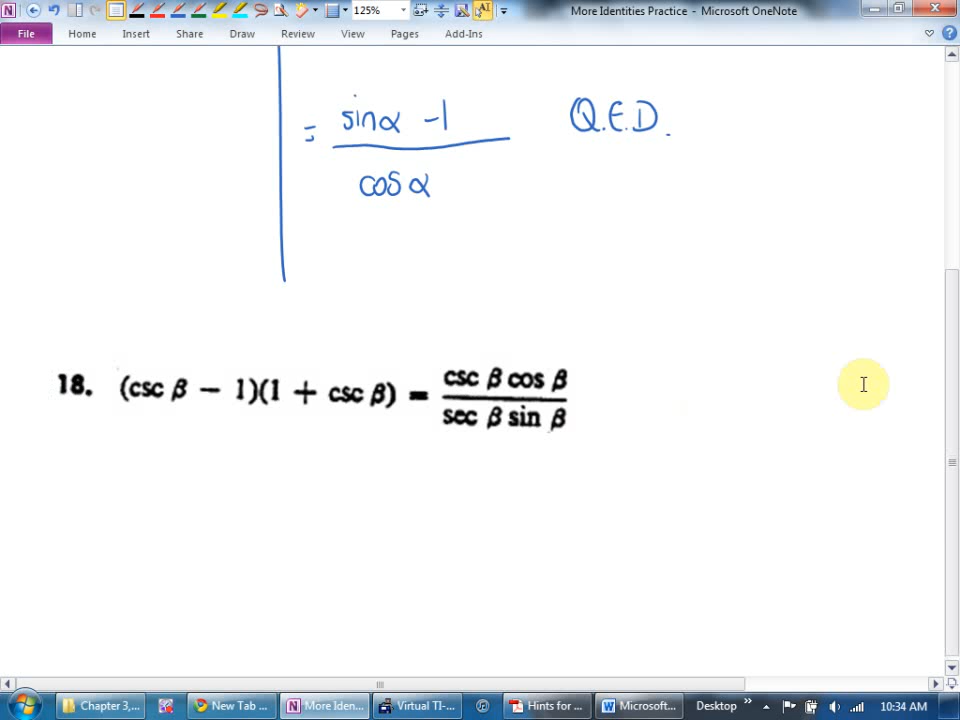 125%
More Identities Practice - Microsoft OneNote
File Home Insert Share Draw Review View Pages Add-Ins
= sinα -1
cosα
Q.E.D.
18. (csc β − 1)(1 + csc β) = csc β cos β
sec β sin β
Chapter 3,... New Tab ... More Iden... Virtual TI-... Hints for ... Microsoft... Desktop » 10:34 AM